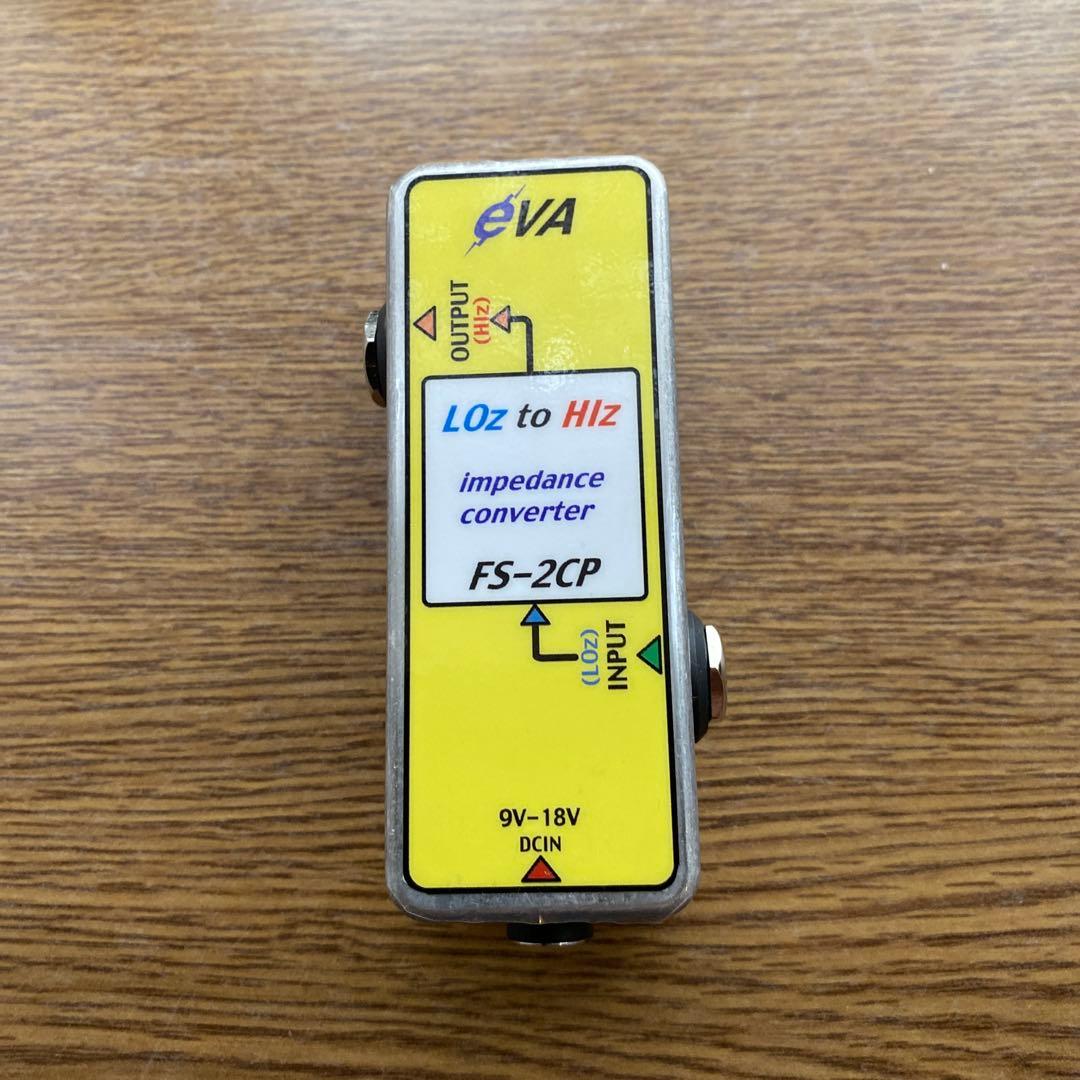 eVA
OUTPUT
(HIz)
LOz to HIz
impedance
converter
FS-2CP
(LOz)
INPUT
9V-18V
DCIN